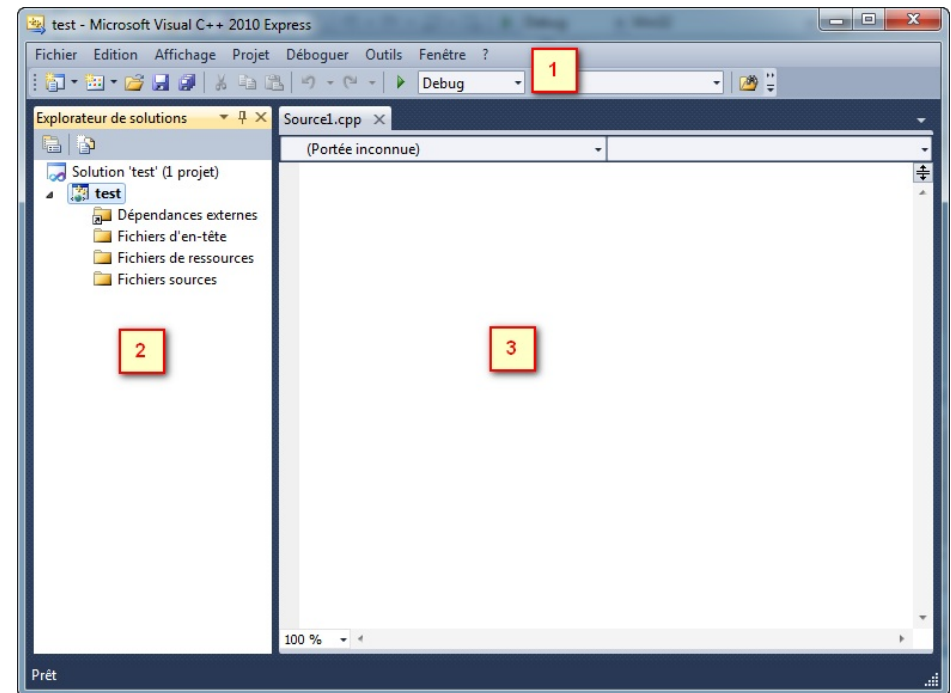 test - Microsoft Visual C++ 2010 Express
Fichier Edition Affichage Projet Déboguer Outils Fenêtre ?
1
Debug
Explorateur de solutions
Source1.cpp
(Portée inconnue)
Solution 'test' (1 projet)
test
Dépendances externes
Fichiers d'en-tête
Fichiers de ressources
Fichiers sources
2
3
100 %
Prêt